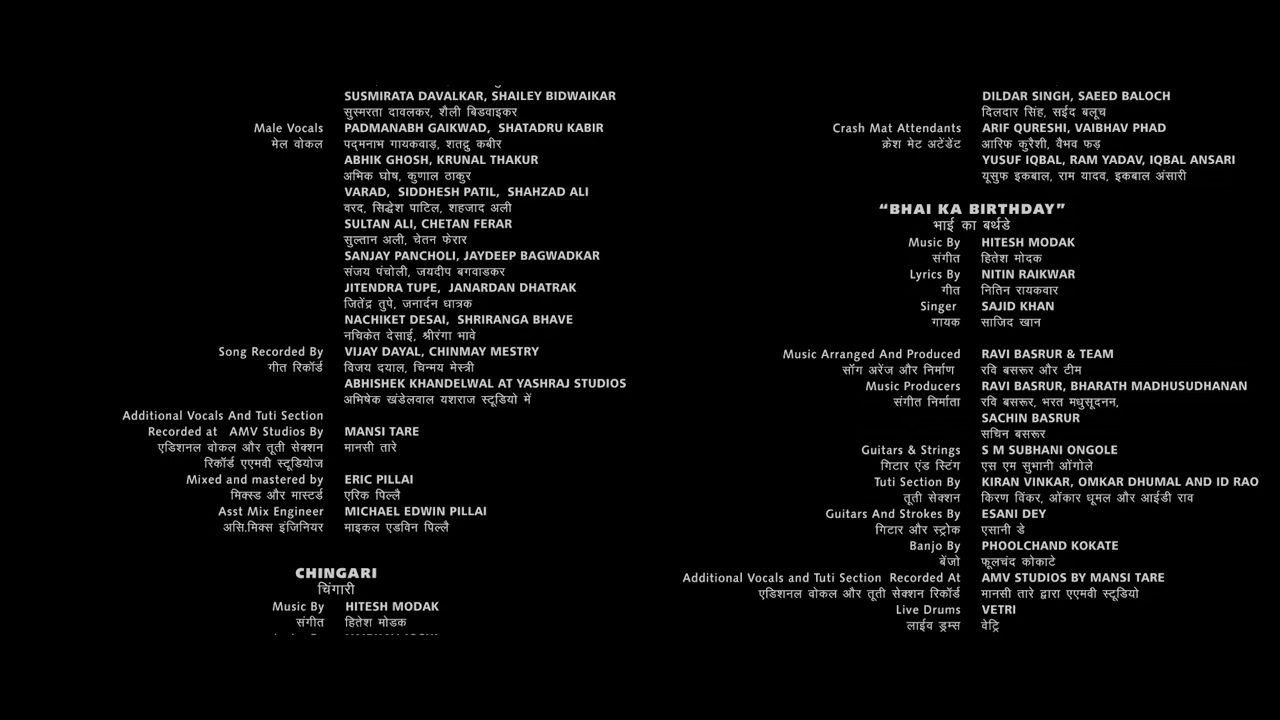 SUSMIRATA DAVALKAR, SHAILEY BIDWAIKAR
सुस्मरता दावलकर, शैली बिडवाइकर
Male Vocals PADMANABH GAIKWAD, SHATADRU KABIR
मेल वोकल पद्मनाभ गायकवाड़, शतद्रु कबीर
ABHIK GHOSH, KRUNAL THAKUR
अभिक घोष, कुणाल ठाकुर
VARAD, SIDDHESH PATIL, SHAHZAD ALI
वरद, सिद्धेश पाटिल, शहजाद अली
SULTAN ALI, CHETAN FERAR
सुल्तान अली, चेतन फेरार
SANJAY PANCHOLI, JAYDEEP BAGWADKAR
संजय पंचोली, जयदीप बगवाडकर
JITENDRA TUPE, JANARDAN DHATRAK
जितेंद्र तुपे, जनार्दन धात्रक
NACHIKET DESAI, SHRIRANGA BHAVE
नचिकेत देसाई, श्रीरंगा भावे
Song Recorded By VIJAY DAYAL, CHINMAY MESTRY
गीत रिकॉर्ड विजय दयाल, चिन्मय मेस्त्री
ABHISHEK KHANDELWAL AT YASHRAJ STUDIOS
अभिषेक खंडेलवाल यशराज स्टूडियो में
Additional Vocals And Tuti Section
Recorded at AMV Studios By MANSI TARE
एडिशनल वोकल और तूती सेक्शन मानसी तारे
रिकॉर्ड एएमवी स्टूडियोज
Mixed and mastered by ERIC PILLAI
मिक्स्ड और मास्टर्ड एरिक पिल्लै
Asst Mix Engineer MICHAEL EDWIN PILLAI
असि.मिक्स इंजिनियर माइकल एडविन पिल्लै
CHINGARI
चिंगारी
Music By HITESH MODAK
संगीत हितेश मोडक
DILDAR SINGH, SAEED BALOCH
दिलदार सिंह, सईद बलूच
Crash Mat Attendants ARIF QURESHI, VAIBHAV PHAD
क्रेश मेट अटेंडेंट आरिफ कुरैशी, वैभव फड़
YUSUF IQBAL, RAM YADAV, IQBAL ANSARI
यूसुफ इकबाल, राम यादव, इकबाल अंसारी
“BHAI KA BIRTHDAY”
भाई का बर्थडे
Music By HITESH MODAK
संगीत हितेश मोदक
Lyrics By NITIN RAIKWAR
गीत नितिन रायकवार
Singer SAJID KHAN
गायक साजिद खान
Music Arranged And Produced RAVI BASRUR & TEAM
सॉग अरेंज और निर्माण रवि बसरूर और टीम
Music Producers RAVI BASRUR, BHARATH MADHUSUDHANAN
संगीत निर्माता रवि बसरूर, भरत मधुसूदनन,
SACHIN BASRUR
सचिन बसरूर
Guitars & Strings S M SUBHANI ONGOLE
गिटार एंड स्टिंग एस एम सुभानी ओंगोले
Tuti Section By KIRAN VINKAR, OMKAR DHUMAL AND ID RAO
तूती सेक्शन किरण विंकर, ओंकार धूमल और आईडी राव
Guitars And Strokes By ESANI DEY
गिटार और स्ट्रोक एसानी डे
Banjo By PHOOLCHAND KOKATE
बेंजो फूलचंद कोकाटे
Additional Vocals and Tuti Section Recorded At AMV STUDIOS BY MANSI TARE
एडिशनल वोकल और तूती सेक्शन रिकॉर्ड मानसी तारे द्वारा एएमवी स्टूडियो
Live Drums VETRI
लाईव ड्रम्स वेट्रि